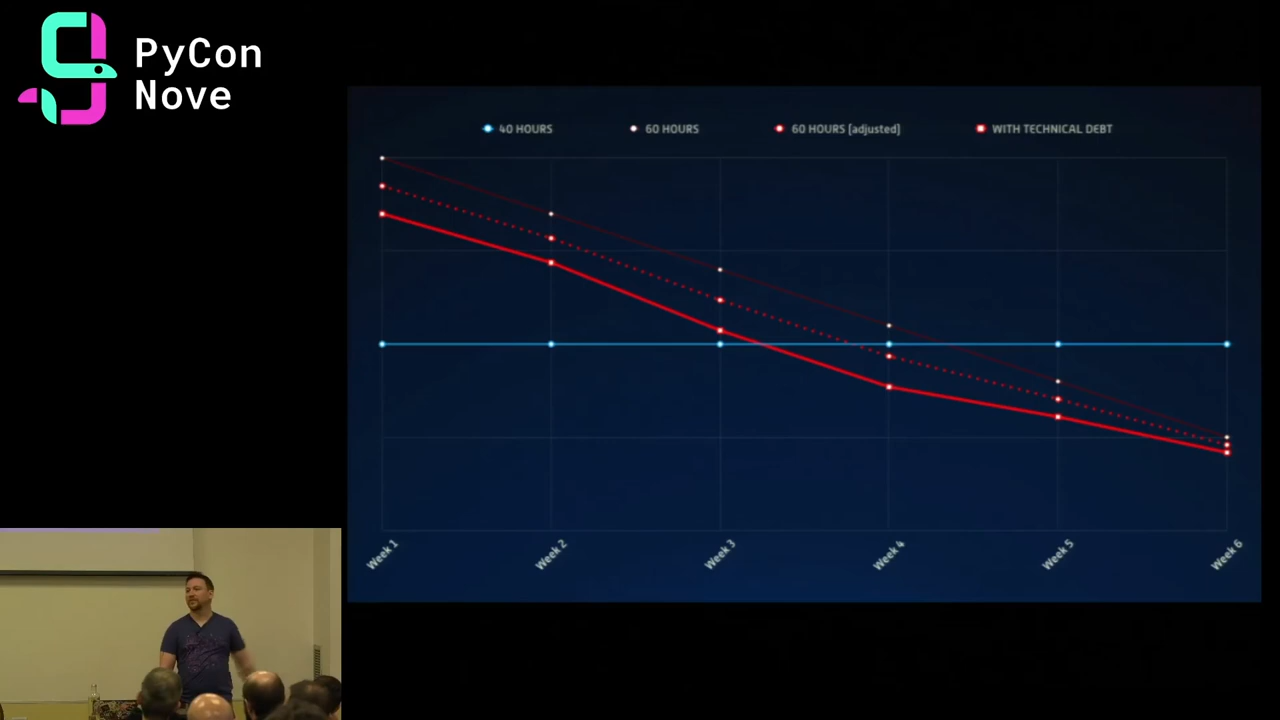 PyCon
Nove
40 HOURS
60 HOURS
60 HOURS [adjusted]
WITH TECHNICAL DEBT
Week 1
Week 2
Week 3
Week 4
Week 5
Week 6